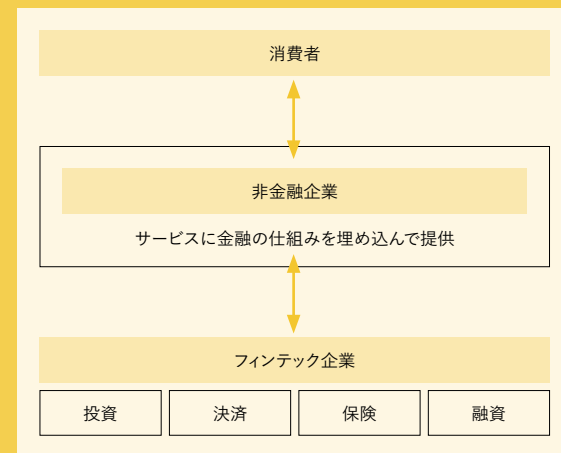 消費者
非金融企業
サービスに金融の仕組みを埋め込んで提供
フィンテック企業
投資
決済
保険
融資